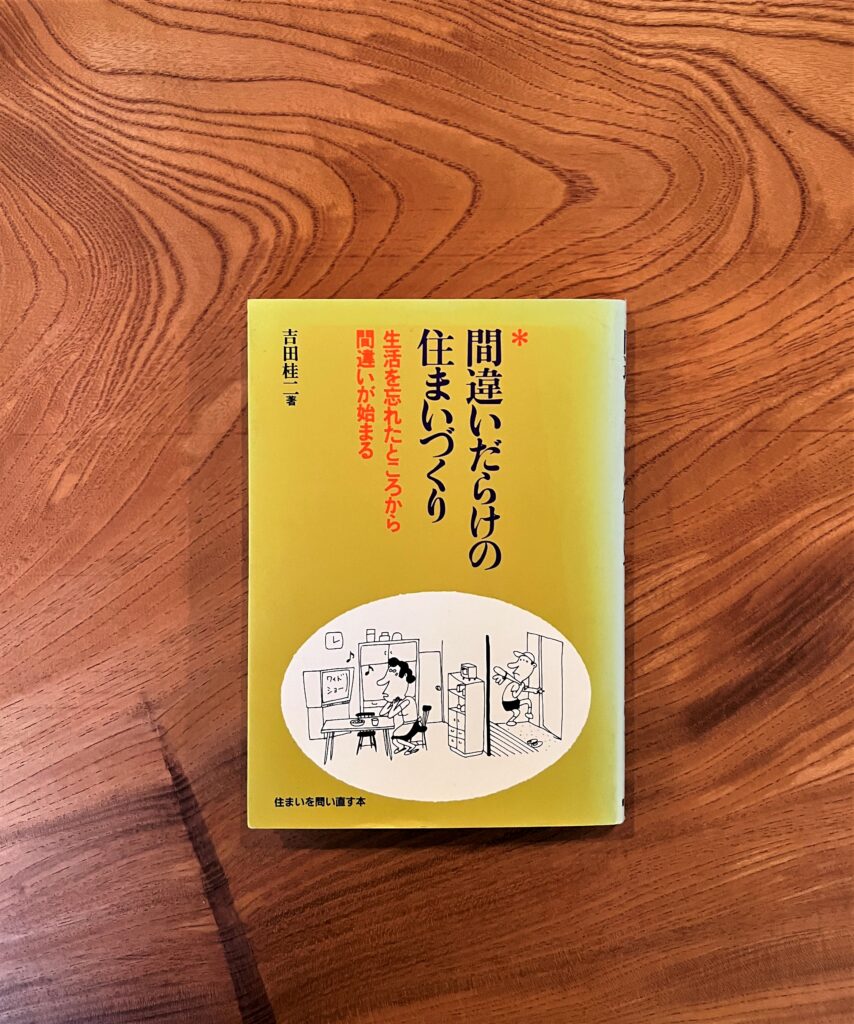 *間違いだらけの
住まいづくり
生活を忘れたところから
間違いが始まる
吉田桂二 著
ワイド
ショー
住まいを問い直す本